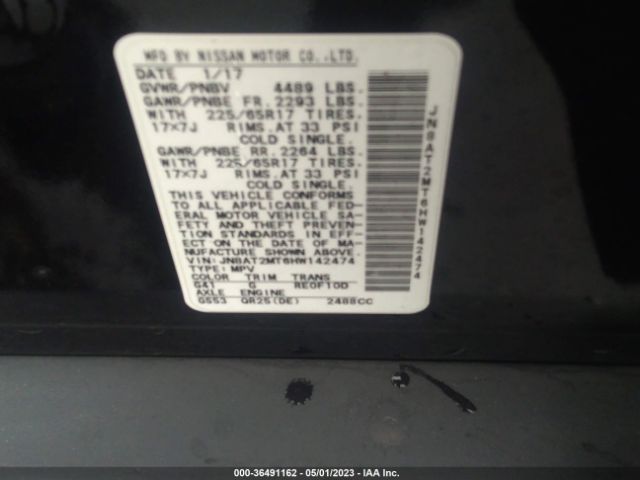 MFD BY NISSAN MOTOR CO.,LTD.
DATE 1/17
GVWR/PNBV 4489 LBS.
GAWR/PNBE FR. 2293 LBS.
WITH 225/65R17 TIRES.
17×7J RIMS.AT 33 PSI
COLD SINGLE.
GAWR/PNBE RR. 2264 LBS.
WITH 225/65R17 TIRES.
17×7J RIMS.AT 33 PSI
COLD SINGLE.
THIS VEHICLE CONFORMS
TO ALL APPLICABLE FED-
ERAL MOTOR VEHICLE SA-
FETY AND THEFT PREVEN-
TION STANDARDS IN EFF-
ECT ON THE DATE OF MA-
NUFACTURE SHOWN ABOVE.
VIN:JN8AT2MT6HW142474
TYPE:MPV
COLOR TRIM TRANS
G41 G RE0F10D
AXLE ENGINE
GS53 QR25(DE) 2488CC
JN8AT2MT6HW142474
000-36491162 - 05/01/2023 - IAA Inc.